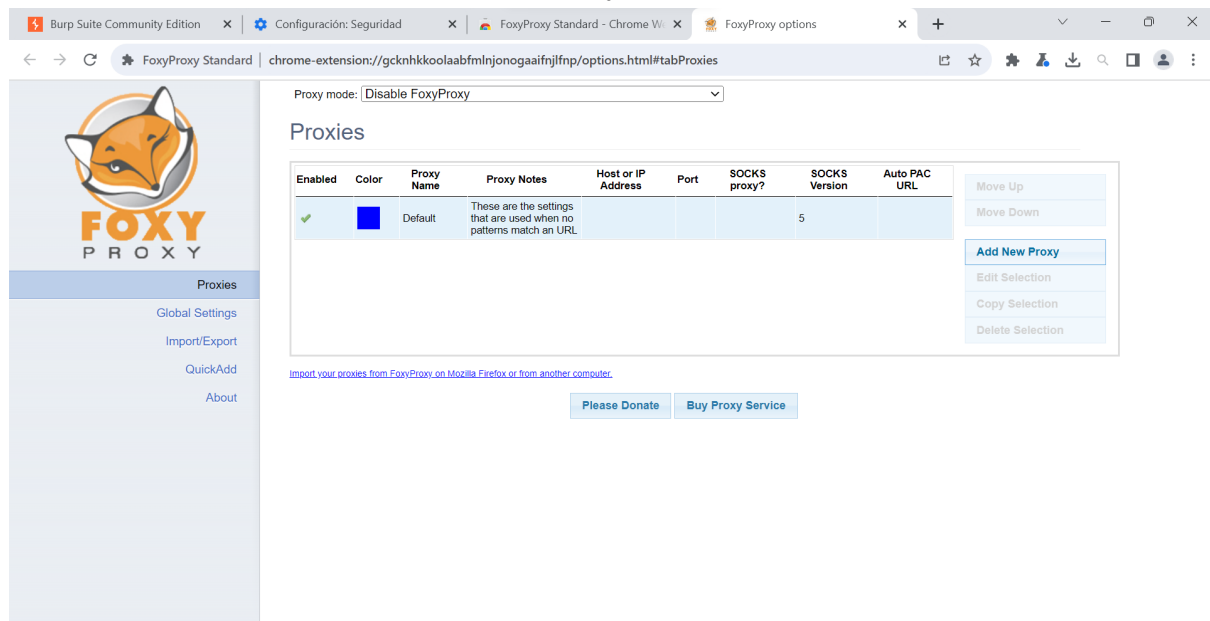 Burp Suite Community Edition
Configuración: Seguridad
FoxyProxy Standard - Chrome W
FoxyProxy options
FoxyProxy Standard
chrome-extension://gcknhkkoolaabfmlnjonogaaifnjlfnp/options.html#tabProxies
Proxy mode: Disable FoxyProxy
Proxies
Enabled Color Proxy Name Proxy Notes Host or IP Address Port SOCKS proxy? SOCKS Version Auto PAC URL
Default These are the settings that are used when no patterns match an URL 5
Move Up
Move Down
Add New Proxy
Edit Selection
Copy Selection
Delete Selection
Import your proxies from FoxyProxy on Mozilla Firefox or from another computer.
Please Donate Buy Proxy Service
FOXY
PROXY
Proxies
Global Settings
Import/Export
QuickAdd
About